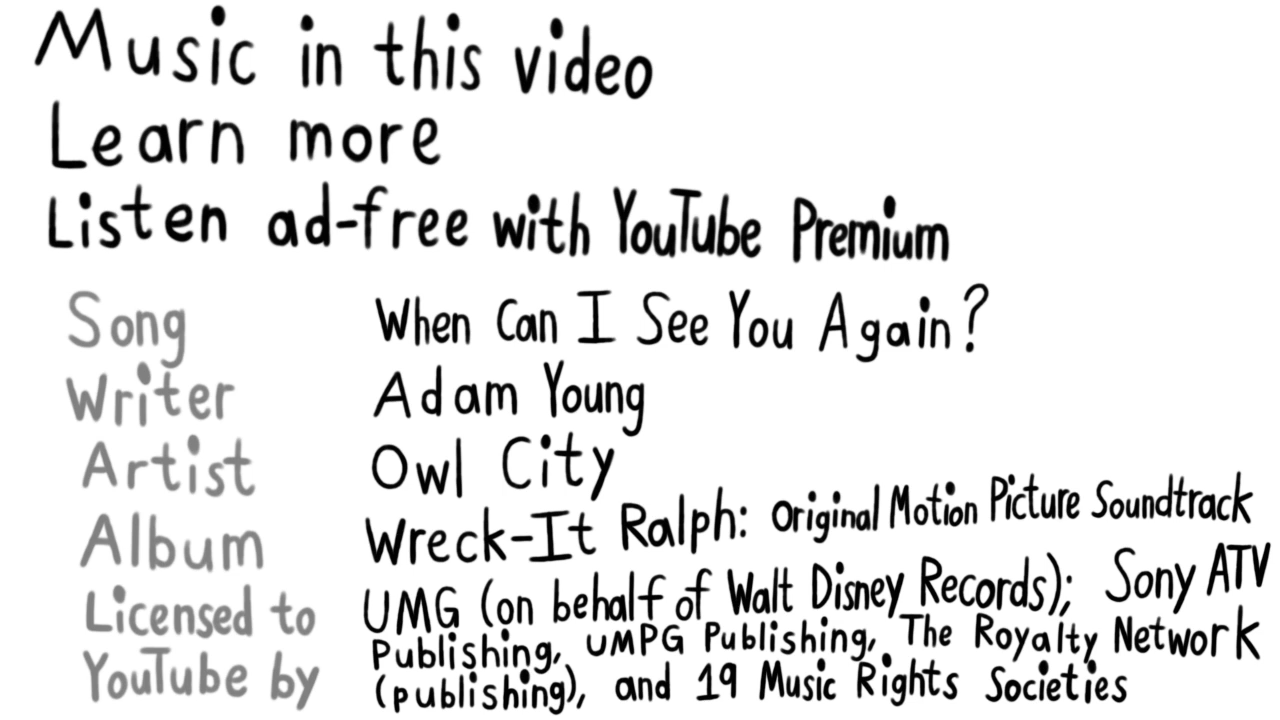 Music in this video
Learn more
Listen ad-free with YouTube Premium
Song When Can I See You Again?
Writer Adam Young
Artist Owl City
Album Wreck-It Ralph: Original Motion Picture Soundtrack
Licensed to UMG (on behalf of Walt Disney Records); Sony ATV
YouTube by Publishing, UMPG Publishing, The Royalty Network
(publishing), and 19 Music Rights Societies